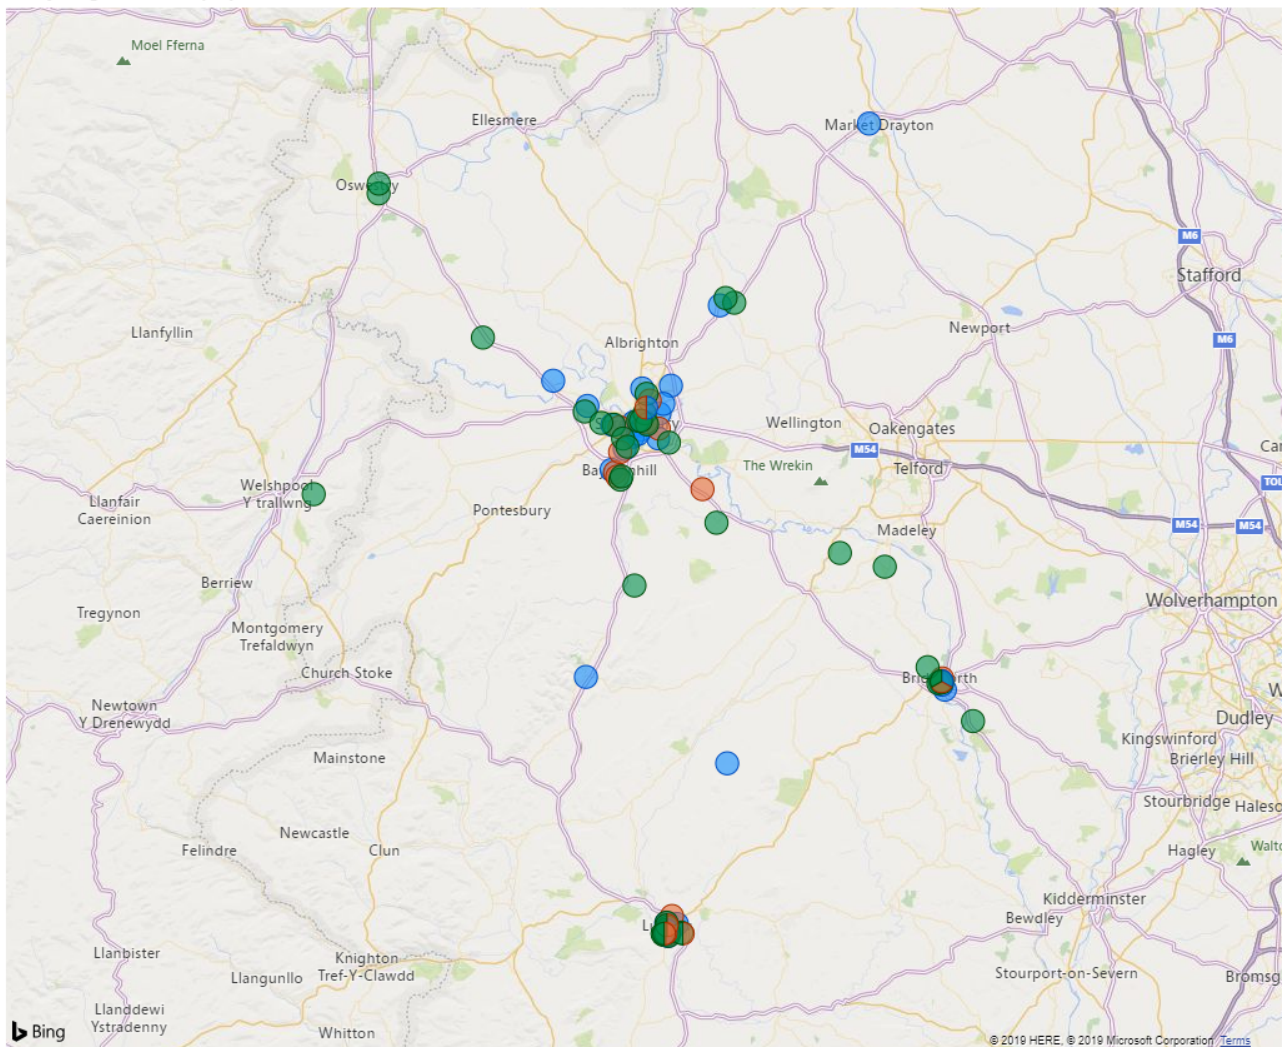 Moel Fferna
Ellesmere
Market Drayton
M6
Stafford
Llanfyllin
Newport
M6
Albrighton
Wellington
Oakengates
M54
Telford
The Wrekin
Welshpool
Y trallwng
Llanfair
Caereinion
Pontesbury
Madeley
M54
M54
Berriew
Tregynon
Wolverhampton
Montgomery
Trefaldwyn
Church Stoke
Newtown
Y Drenewydd
Dudley
Kingswinford
Brierley Hill
Mainstone
Stourbridge
Newcastle
Felindre
Clun
Hagley
Kidderminster
Bewdley
Llanbister
Knighton
Tref-Y-Clawdd
Llangunllo
Stourport-on-Severn
Llanddewi
Ystradenny
Whitton
Bing
© 2019 HERE, © 2019 Microsoft Corporation Terms